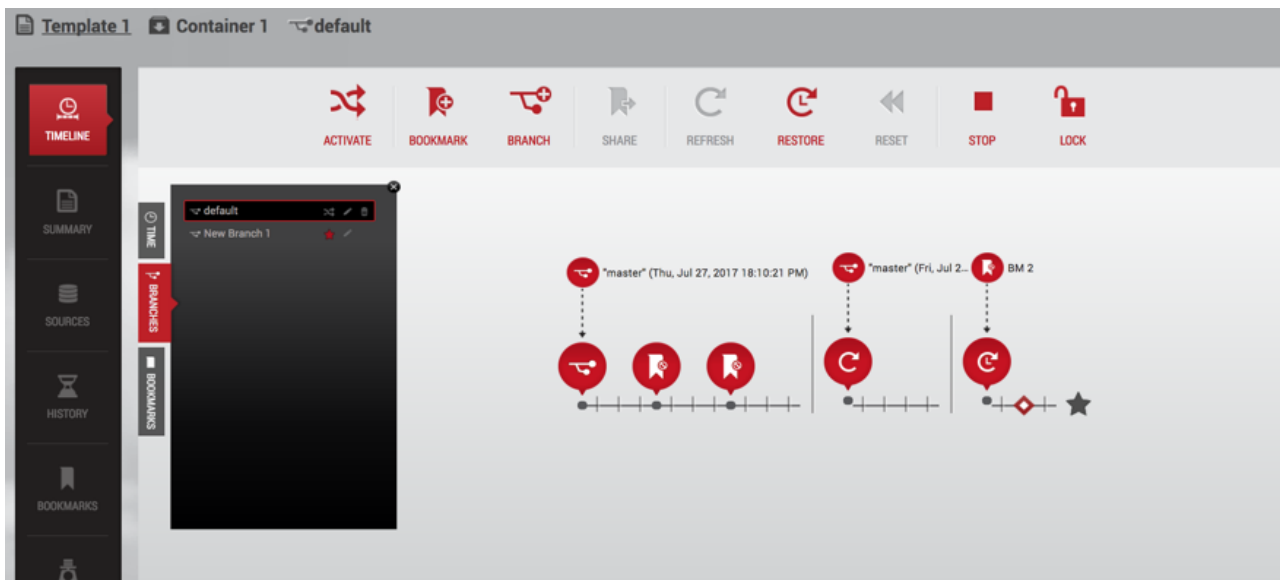 Template 1 Container 1 default
TIMELINE
SUMMARY
SOURCES
HISTORY
BOOKMARKS
ACTIVATE BOOKMARK BRANCH SHARE REFRESH RESTORE RESET STOP LOCK
TIME
BRANCHES
BOOKMARKS
default
New Branch 1
"master" (Thu, Jul 27, 2017 18:10:21 PM) "master" (Fri, Jul 2... BM 2